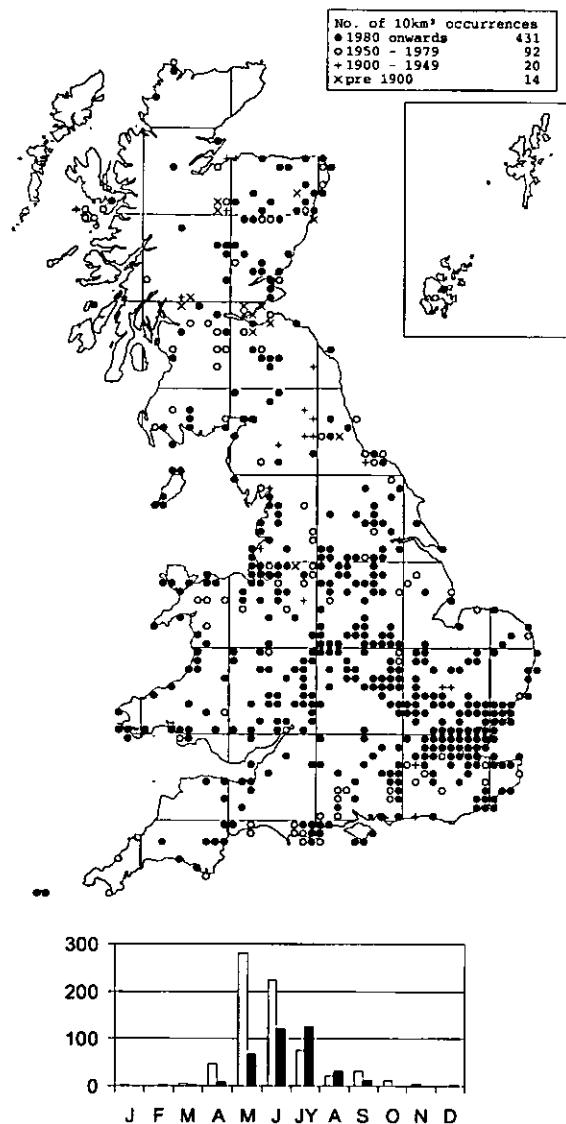 No. of 10km² occurrences
● 1980 onwards 431
○ 1950 - 1979 92
+ 1900 - 1949 20
× pre 1900 14
300
200
100
0
J F M A M J JY A S O N D